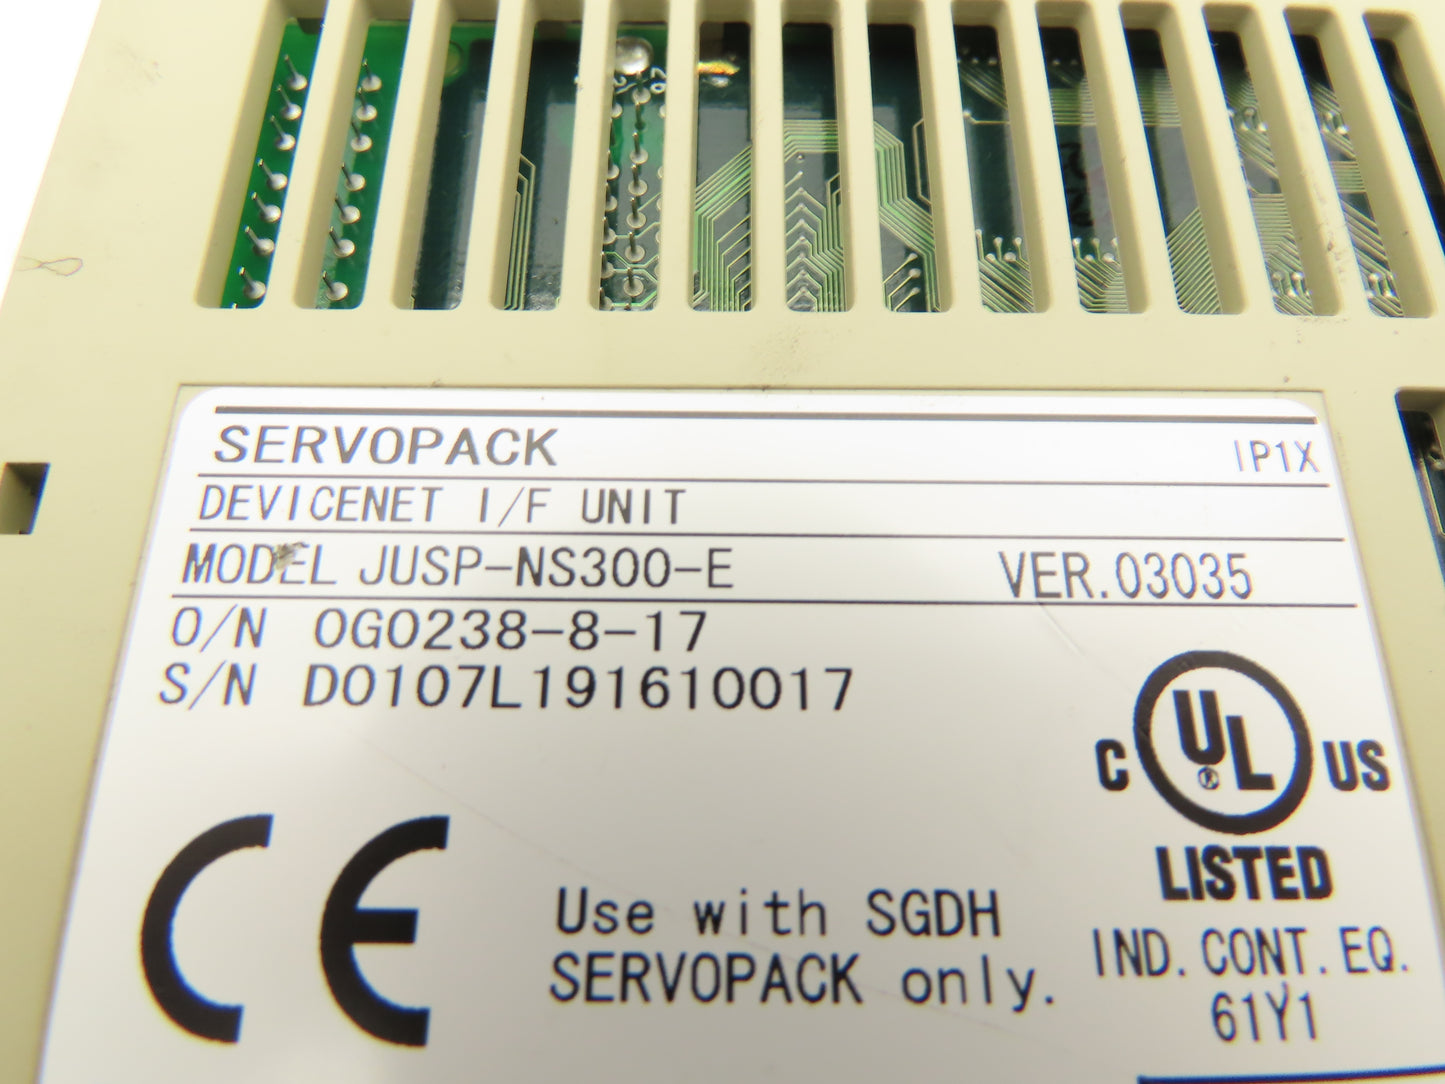 SERVOPACK IP1X
DEVICENET I/F UNIT
MODEL JUSP-NS300-E VER.03035
O/N 0G0238-8-17
S/N D0107L191610017
C UL® US
LISTED
CE
Use with SGDH
SERVOPACK only.
IND. CONT. EQ.
61Y1